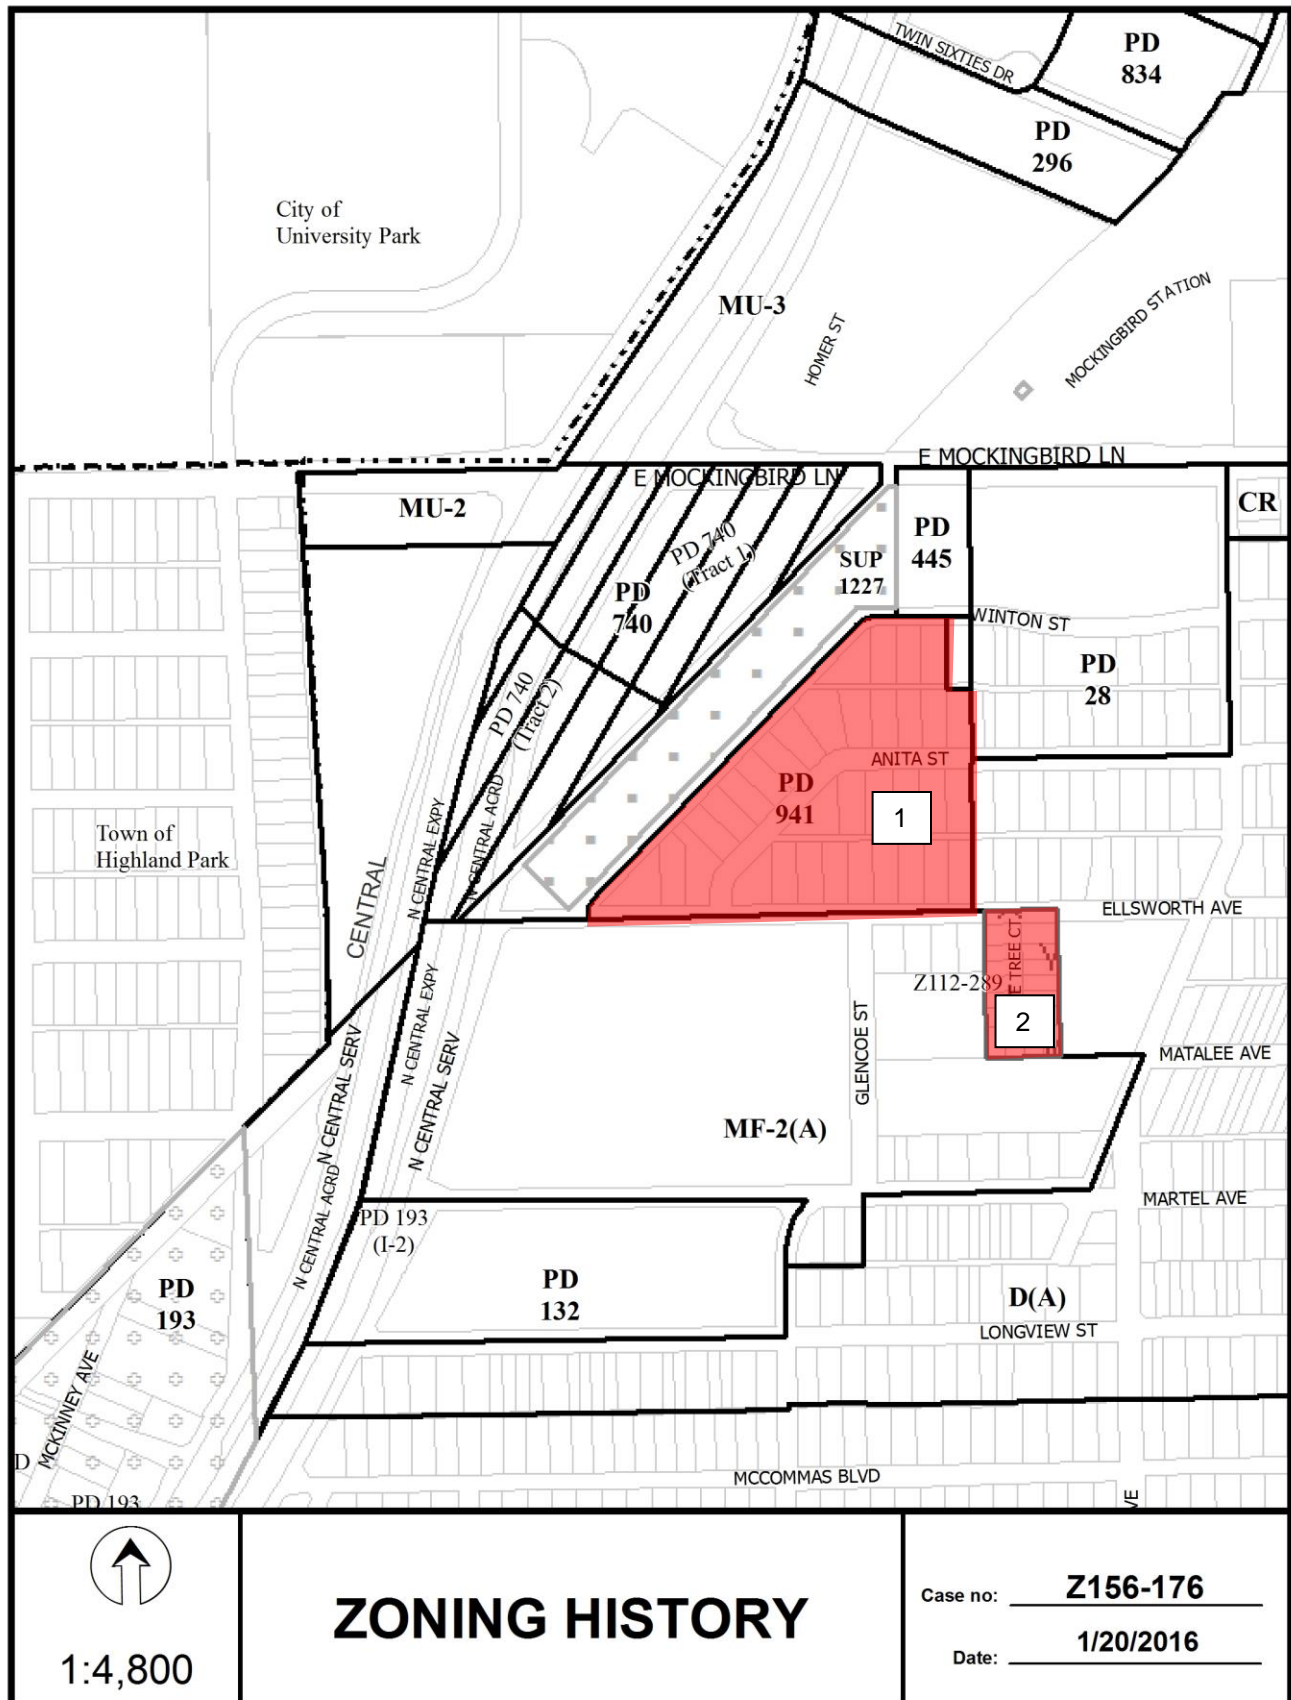 TWIN SIXTIES DR
PD
834
PD
296
City of
University Park
MU-3
HOMER ST
MOCKINGBIRD STATION
E MOCKINGBIRD LN
E MOCKINGBIRD LN
MU-2
CR
PD
445
SUP
1227
PD 740
(Tract 1)
PD
740
WINTON ST
PD
28
PD 740
(Tract 2)
ANITA ST
PD
941
1
Town of
Highland Park
N CENTRAL EXPY
N CENTRAL ACRD
CENTRAL
ELLSWORTH AVE
Z112-289
E TREE CT
2
N CENTRAL EXPY
N CENTRAL SERV
N CENTRAL SERV
GLENCOE ST
MATALEE AVE
MF-2(A)
MARTEL AVE
N CENTRAL ACRD
PD 193
(I-2)
PD
193
PD
132
D(A)
LONGVIEW ST
MCKINNEY AVE
D
MCCOMMAS BLVD
PD 193
VE
1:4,800
ZONING HISTORY
Case no: Z156-176
Date: 1/20/2016